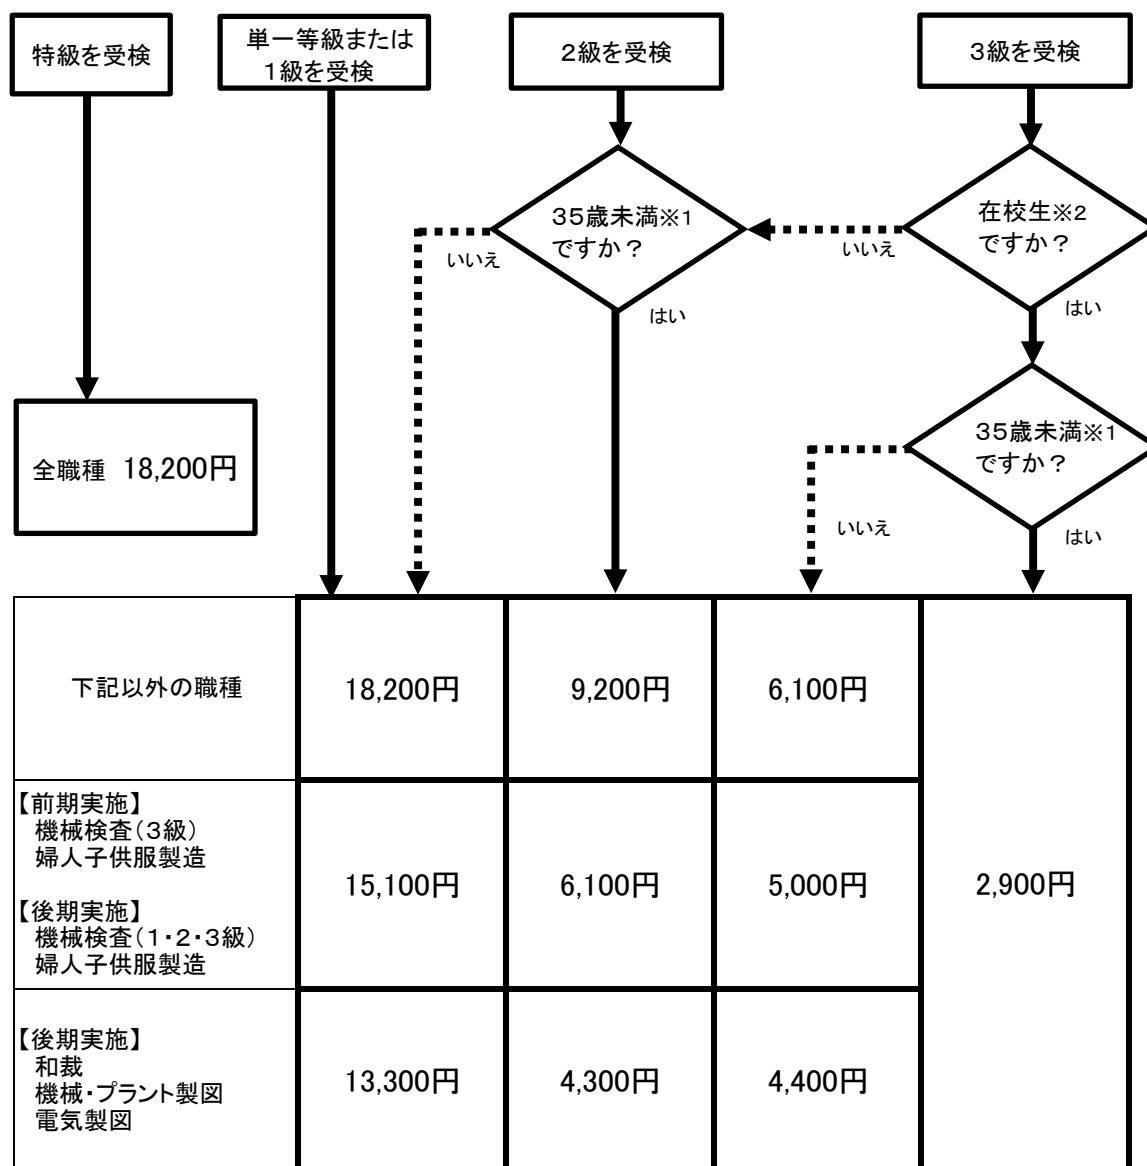 特級を受検
単一等級または
1級を受検
2級を受検
3級を受検
35歳未満※1
ですか？
在校生※2
ですか？
いいえ
いいえ
はい
はい
35歳未満※1
ですか？
全職種 18,200円
いいえ
はい
下記以外の職種
18,200円
9,200円
6,100円
【前期実施】
機械検査(3級)
婦人子供服製造
【後期実施】
機械検査(1・2・3級)
婦人子供服製造
15,100円
6,100円
5,000円
2,900円
【後期実施】
和裁
機械・プラント製図
電気製図
13,300円
4,300円
4,400円